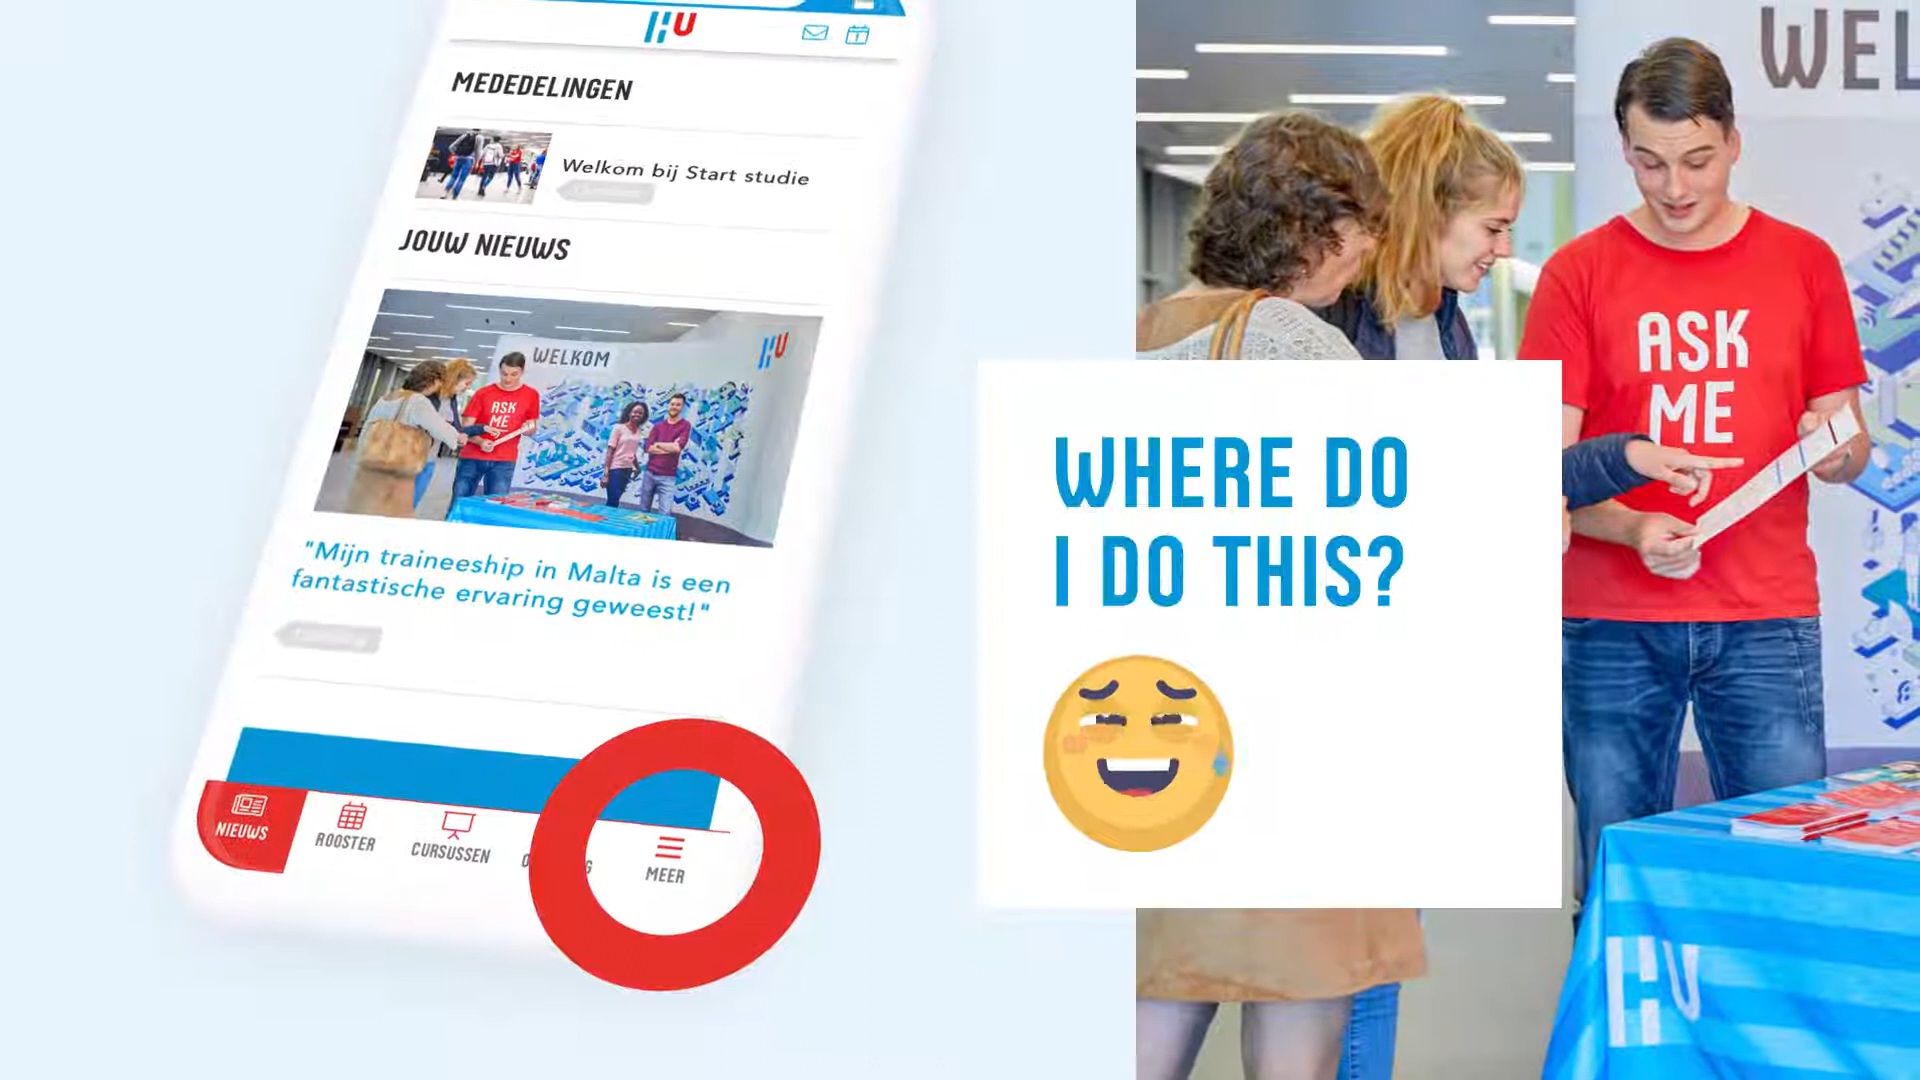 HU
MEDEDELINGEN
Welkom bij Start studie
JOUW NIEUWS
WELKOM
HU
ASK
ME
"Mijn traineeship in Malta is een
fantastische ervaring geweest!"
NIEUWS
ROOSTER
CURSUSSEN
MEER
WHERE DO
I DO THIS?
WEL
ASK
ME
HU